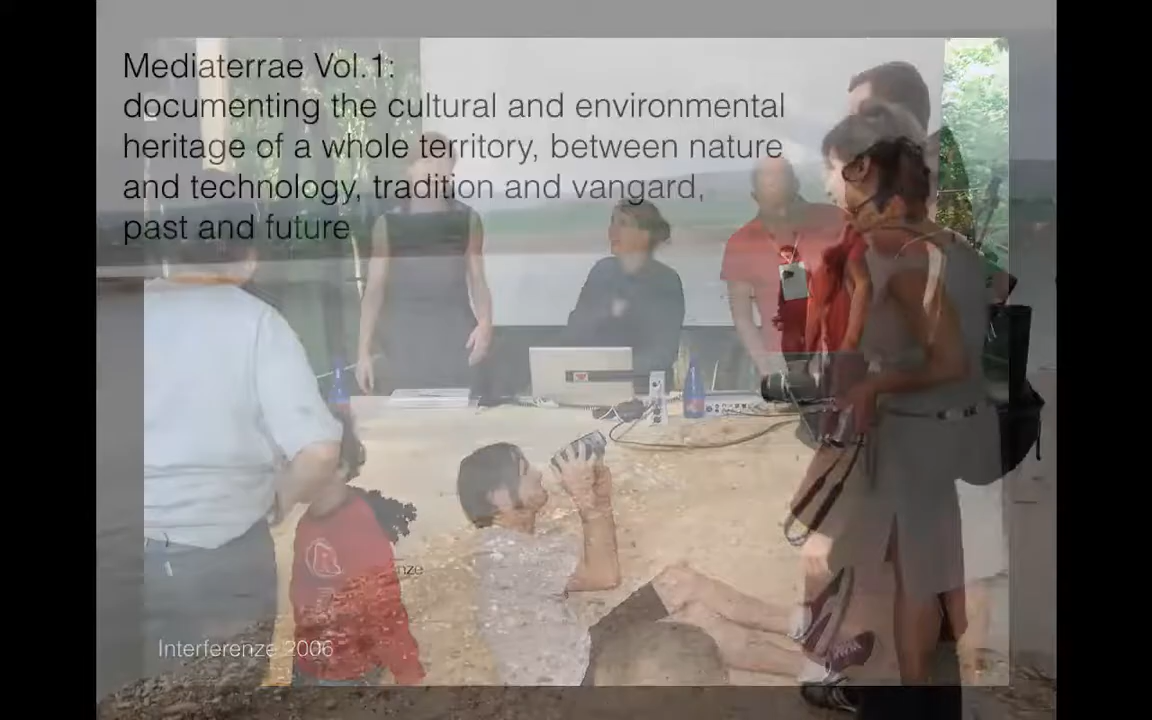 Mediaterrae Vol.1:
documenting the cultural and environmental
heritage of a whole territory, between nature
and technology, tradition and vangard,
past and future
nze
Interferenze 2006